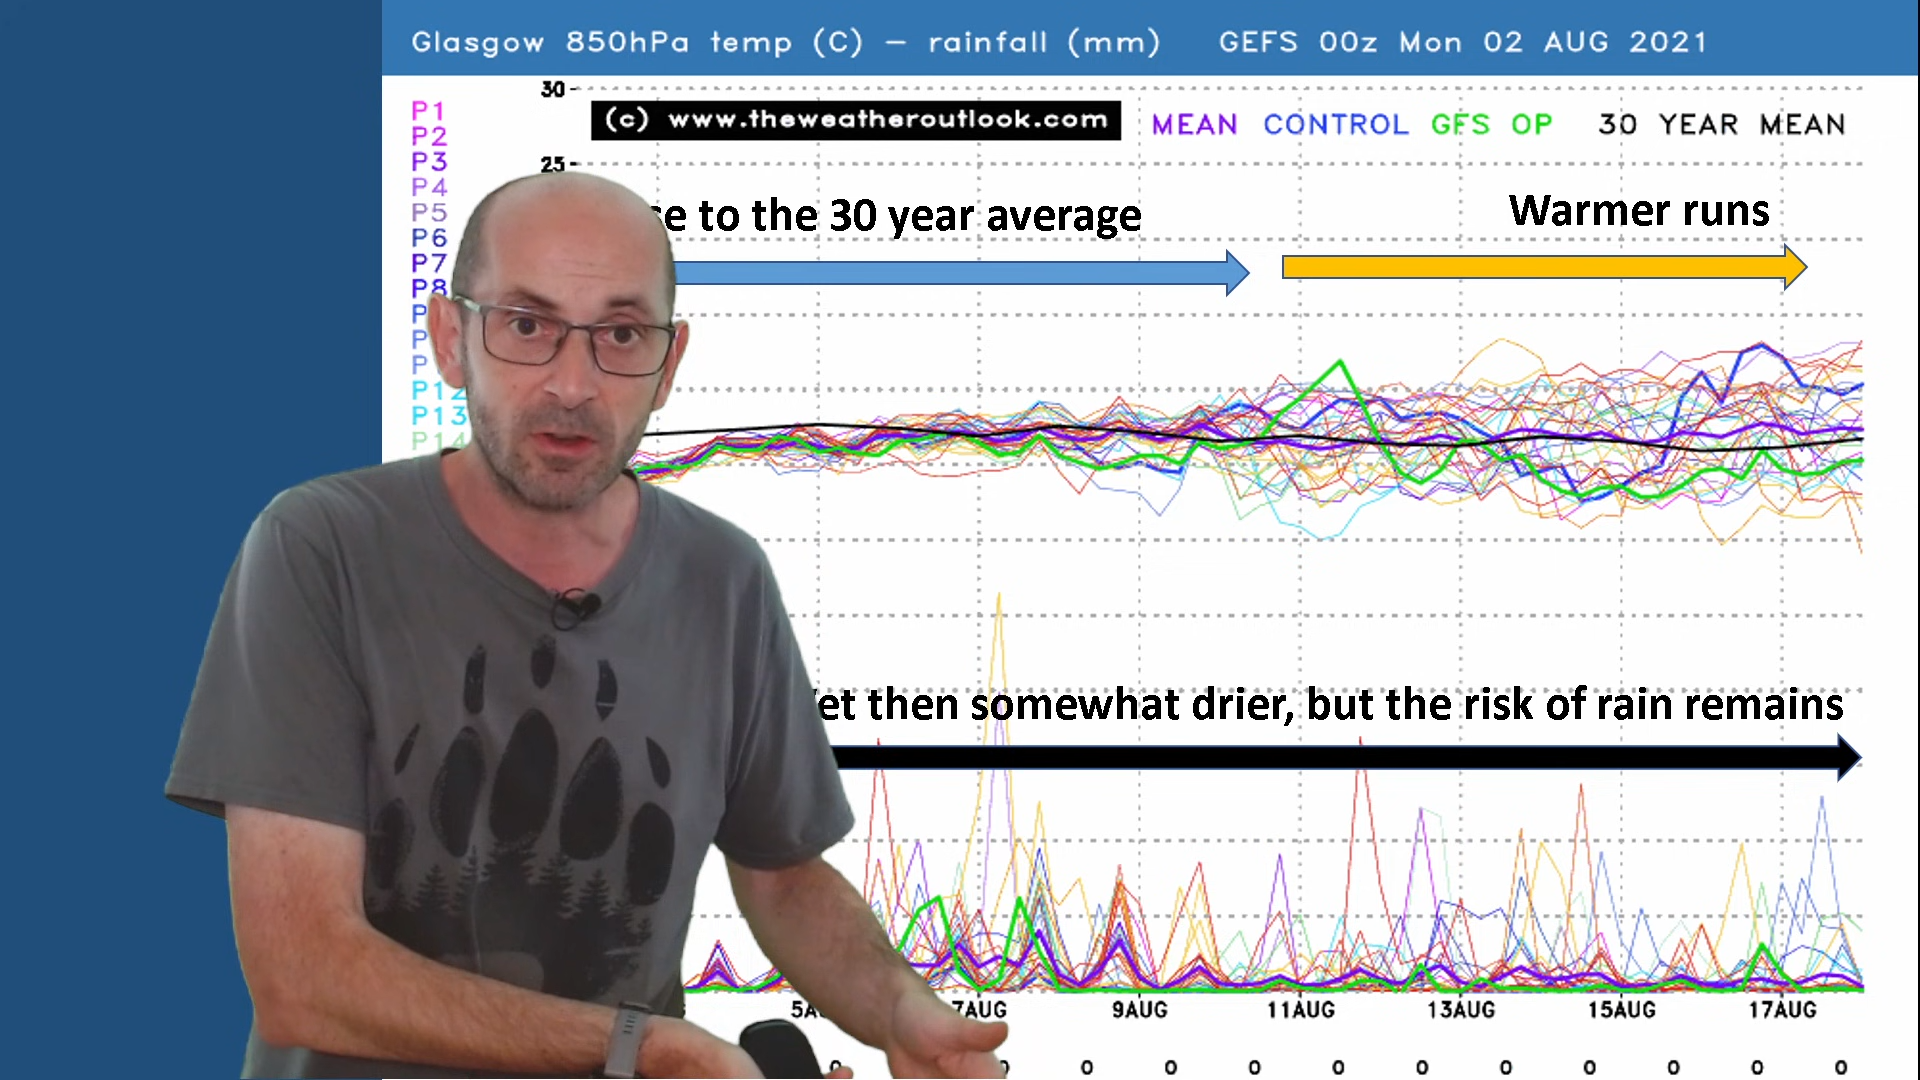 Glasgow 850hPa temp (C) – rainfall (mm) GEFS 00z Mon 02 AUG 2021
30
(c) www.theweatheroutlook.com
MEAN CONTROL GFS OP 30 YEAR MEAN
P1
P2
P3
P4
P5
P6
P7
P8
P12
P13
P14
25
to the 30 year average
Warmer runs
then somewhat drier, but the risk of rain remains
7AUG 9AUG 11AUG 13AUG 15AUG 17AUG
0 0 0 0 0 0 0 0 0 0